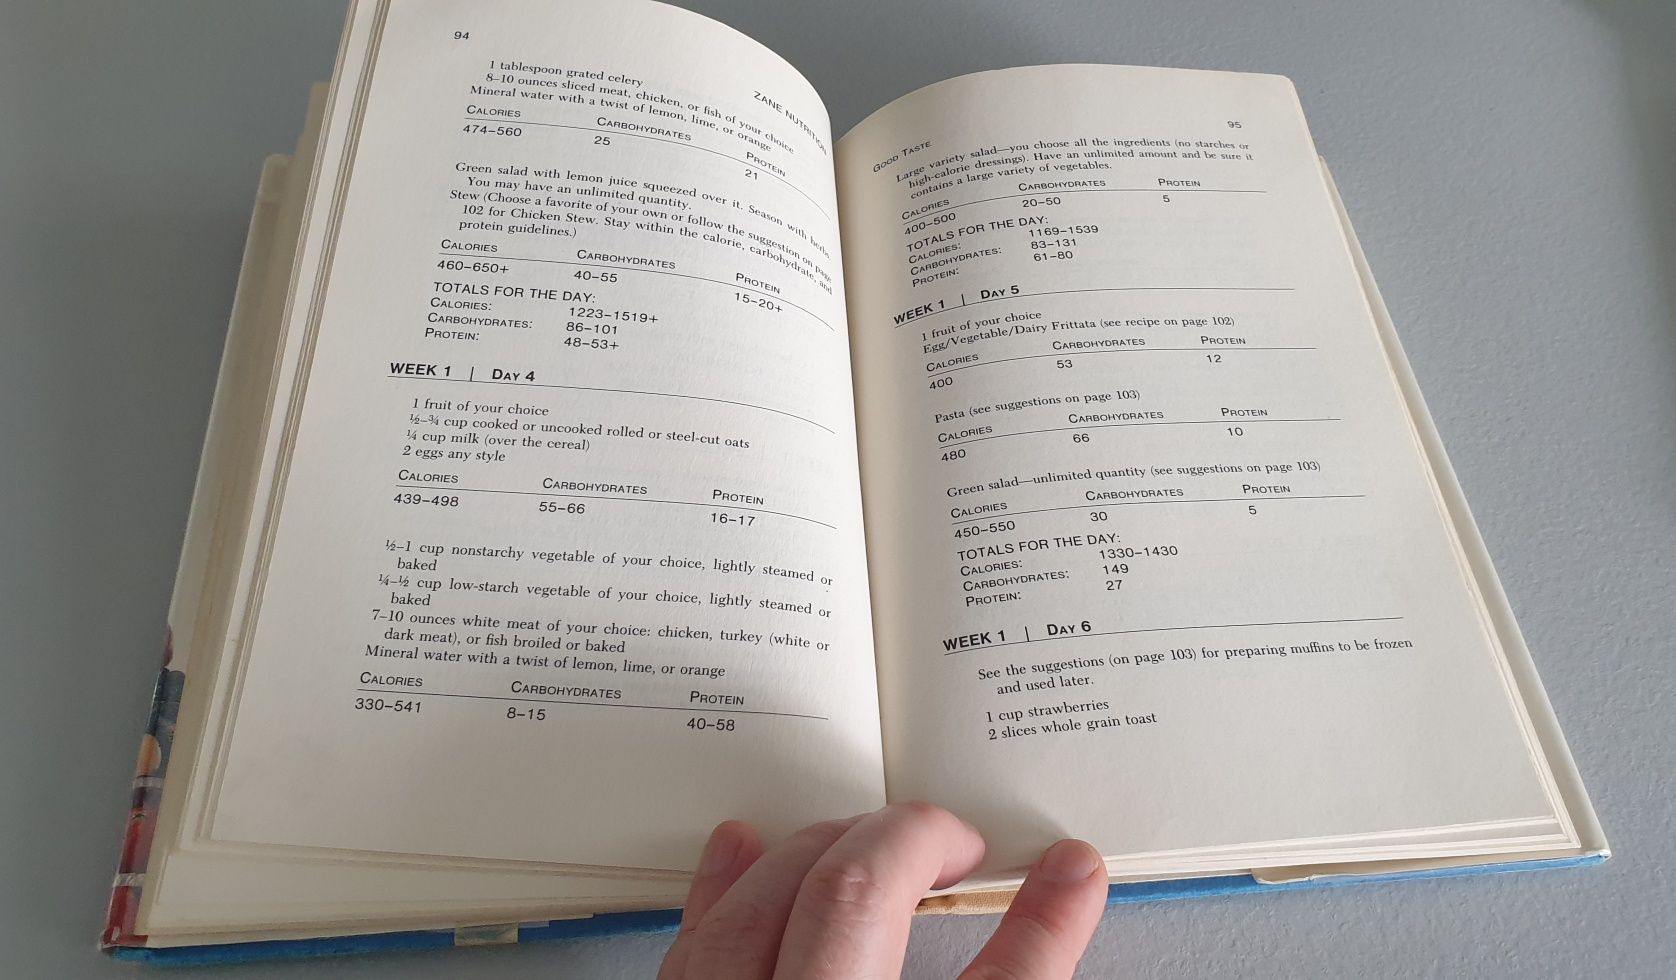 94
ZANE NUTRITION
1 tablespoon grated celery
8–10 ounces sliced meat, chicken, or fish of your choice
Mineral water with a twist of lemon, lime, or orange
CALORIES CARBOHYDRATES PROTEIN
474–560 25 21
Green salad with lemon juice squeezed over it. Season with herbs.
You may have an unlimited quantity.
Stew (Choose a favorite of your own or follow the suggestion on page
102 for Chicken Stew. Stay within the calorie, carbohydrate, and
protein guidelines.)
CALORIES CARBOHYDRATES PROTEIN
460–650+ 40–55 15–20+
TOTALS FOR THE DAY:
CALORIES: 1223–1519+
CARBOHYDRATES: 86–101
PROTEIN: 48–53+
WEEK 1 | DAY 4
1 fruit of your choice
½–¾ cup cooked or uncooked rolled or steel-cut oats
¼ cup milk (over the cereal)
2 eggs any style
CALORIES CARBOHYDRATES PROTEIN
439–498 55–66 16–17
½–1 cup nonstarchy vegetable of your choice, lightly steamed or
baked
¼–½ cup low-starch vegetable of your choice, lightly steamed or
baked
7–10 ounces white meat of your choice: chicken, turkey (white or
dark meat), or fish broiled or baked
Mineral water with a twist of lemon, lime, or orange
CALORIES CARBOHYDRATES PROTEIN
330–541 8–15 40–58
GOOD TASTE
95
Large variety salad—you choose all the ingredients (no starches or
high-calorie dressings). Have an unlimited amount and be sure it
contains a large variety of vegetables.
CALORIES CARBOHYDRATES PROTEIN
400–500 20–50 5
TOTALS FOR THE DAY:
CALORIES: 1169–1539
CARBOHYDRATES: 83–131
PROTEIN: 61–80
WEEK 1 | DAY 5
1 fruit of your choice
Egg/Vegetable/Dairy Frittata (see recipe on page 102)
CALORIES CARBOHYDRATES PROTEIN
400 53 12
Pasta (see suggestions on page 103)
CALORIES CARBOHYDRATES PROTEIN
480 66 10
Green salad—unlimited quantity (see suggestions on page 103)
CALORIES CARBOHYDRATES PROTEIN
450–550 30 5
TOTALS FOR THE DAY:
CALORIES: 1330–1430
CARBOHYDRATES: 149
PROTEIN: 27
WEEK 1 | DAY 6
See the suggestions (on page 103) for preparing muffins to be frozen
and used later.
1 cup strawberries
2 slices whole grain toast